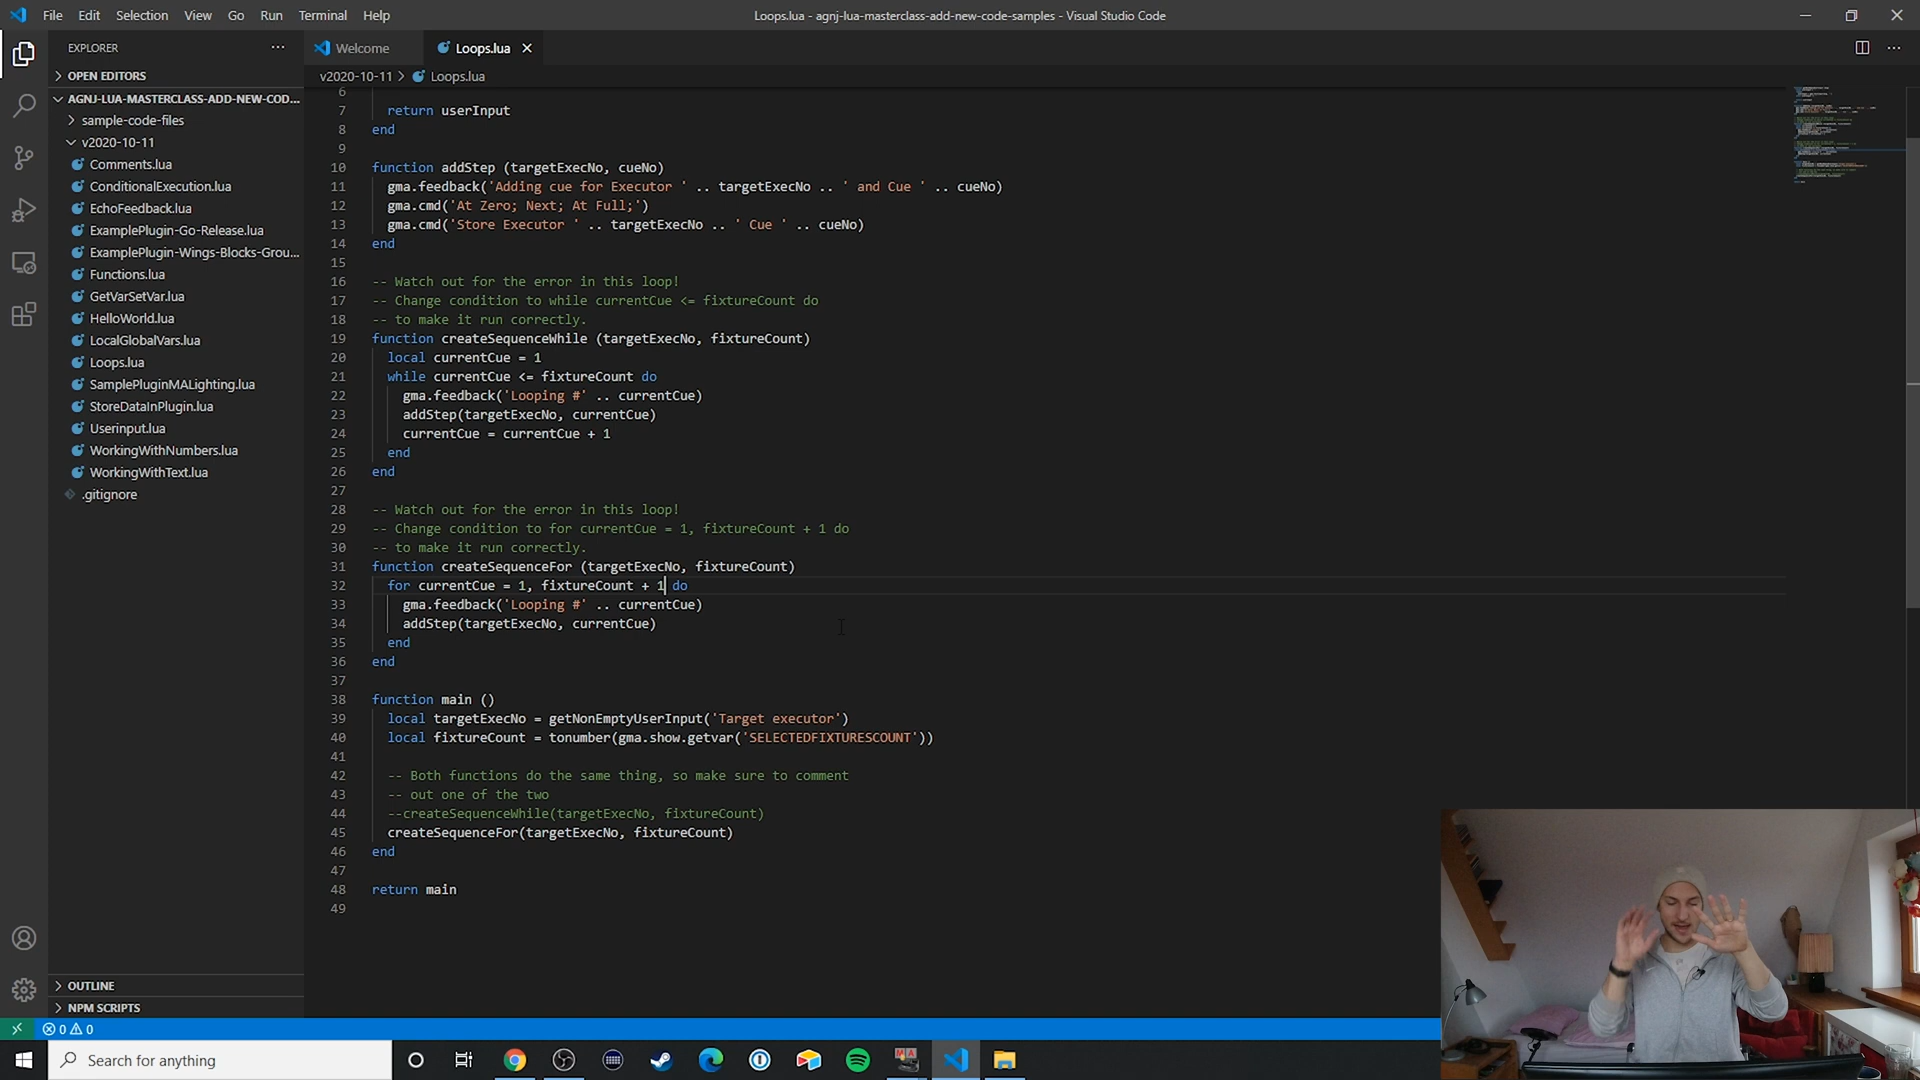 File Edit Selection View Go Run Terminal Help
Loops.lua - agnj-lua-masterclass-add-new-code-samples - Visual Studio Code
EXPLORER
Welcome
Loops.lua
OPEN EDITORS
v2020-10-11 > Loops.lua
AGNJ-LUA-MASTERCLASS-ADD-NEW-COD...
sample-code-files
v2020-10-11
Comments.lua
ConditionalExecution.lua
EchoFeedback.lua
ExamplePlugin-Go-Release.lua
ExamplePlugin-Wings-Blocks-Grou...
Functions.lua
GetVarSetVar.lua
HelloWorld.lua
LocalGlobalVars.lua
Loops.lua
SamplePluginMALighting.lua
StoreDataInPlugin.lua
Userinput.lua
WorkingWithNumbers.lua
WorkingWithText.lua
.gitignore
OUTLINE
NPM SCRIPTS
6
7 return userInput
8 end
9
10 function addStep (targetExecNo, cueNo)
11 gma.feedback('Adding cue for Executor ' .. targetExecNo .. ' and Cue ' .. cueNo)
12 gma.cmd('At Zero; Next; At Full;')
13 gma.cmd('Store Executor ' .. targetExecNo .. ' Cue ' .. cueNo)
14 end
15
16 -- Watch out for the error in this loop!
17 -- Change condition to while currentCue <= fixtureCount do
18 -- to make it run correctly.
19 function createSequenceWhile (targetExecNo, fixtureCount)
20 local currentCue = 1
21 while currentCue <= fixtureCount do
22 gma.feedback('Looping #' .. currentCue)
23 addStep(targetExecNo, currentCue)
24 currentCue = currentCue + 1
25 end
26 end
27
28 -- Watch out for the error in this loop!
29 -- Change condition to for currentCue = 1, fixtureCount + 1 do
30 -- to make it run correctly.
31 function createSequenceFor (targetExecNo, fixtureCount)
32 for currentCue = 1, fixtureCount + 1 do
33 gma.feedback('Looping #' .. currentCue)
34 addStep(targetExecNo, currentCue)
35 end
36 end
37
38 function main ()
39 local targetExecNo = getNonEmptyUserInput('Target executor')
40 local fixtureCount = tonumber(gma.show.getvar('SELECTEDFIXTURESCOUNT'))
41
42 -- Both functions do the same thing, so make sure to comment
43 -- out one of the two
44 --createSequenceWhile(targetExecNo, fixtureCount)
45 createSequenceFor(targetExecNo, fixtureCount)
46 end
47
48 return main
49
0 0
Search for anything